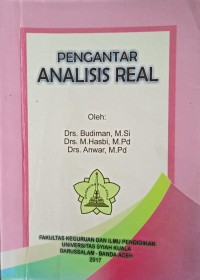 PENGANTAR
ANALISIS REAL
Oleh:
Drs. Budiman, M.Si
Drs. M.Hasbi, M.Pd
Drs. Anwar, M.Pd
FAKULTAS KEGURUAN DAN ILMU PENDIDIKAN
UNIVERSITAS SYIAH KUALA
DARUSSALAM - BANDA ACEH
2017